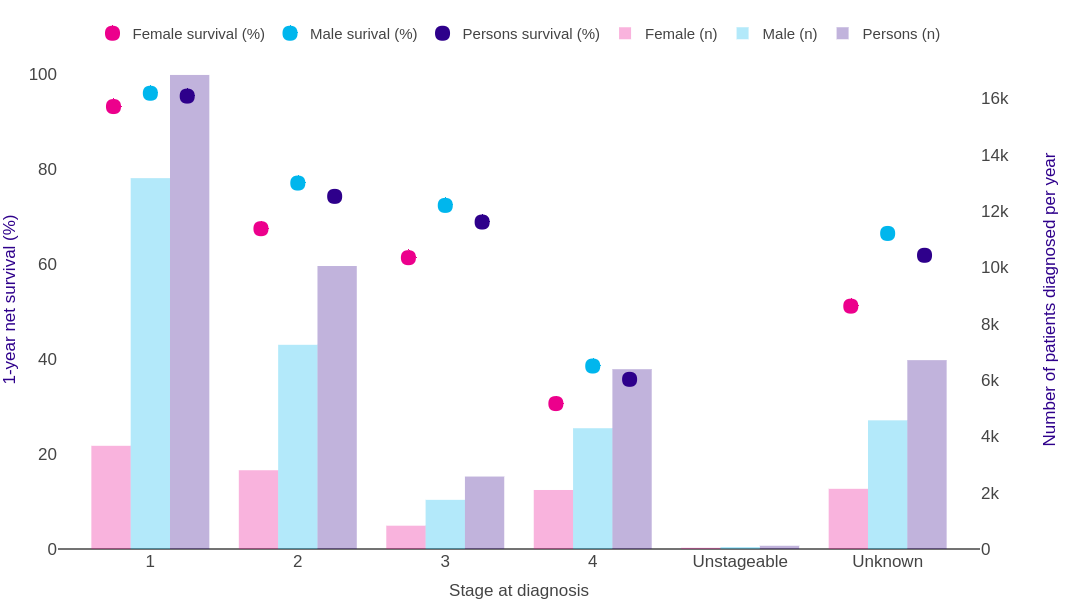 Female survival (%) Male surival (%) Persons survival (%) Female (n) Male (n) Persons (n)
1-year net survival (%)
100
80
60
40
20
0
16k
14k
12k
10k
8k
6k
4k
2k
0
Number of patients diagnosed per year
1 2 3 4 Unstageable Unknown
Stage at diagnosis